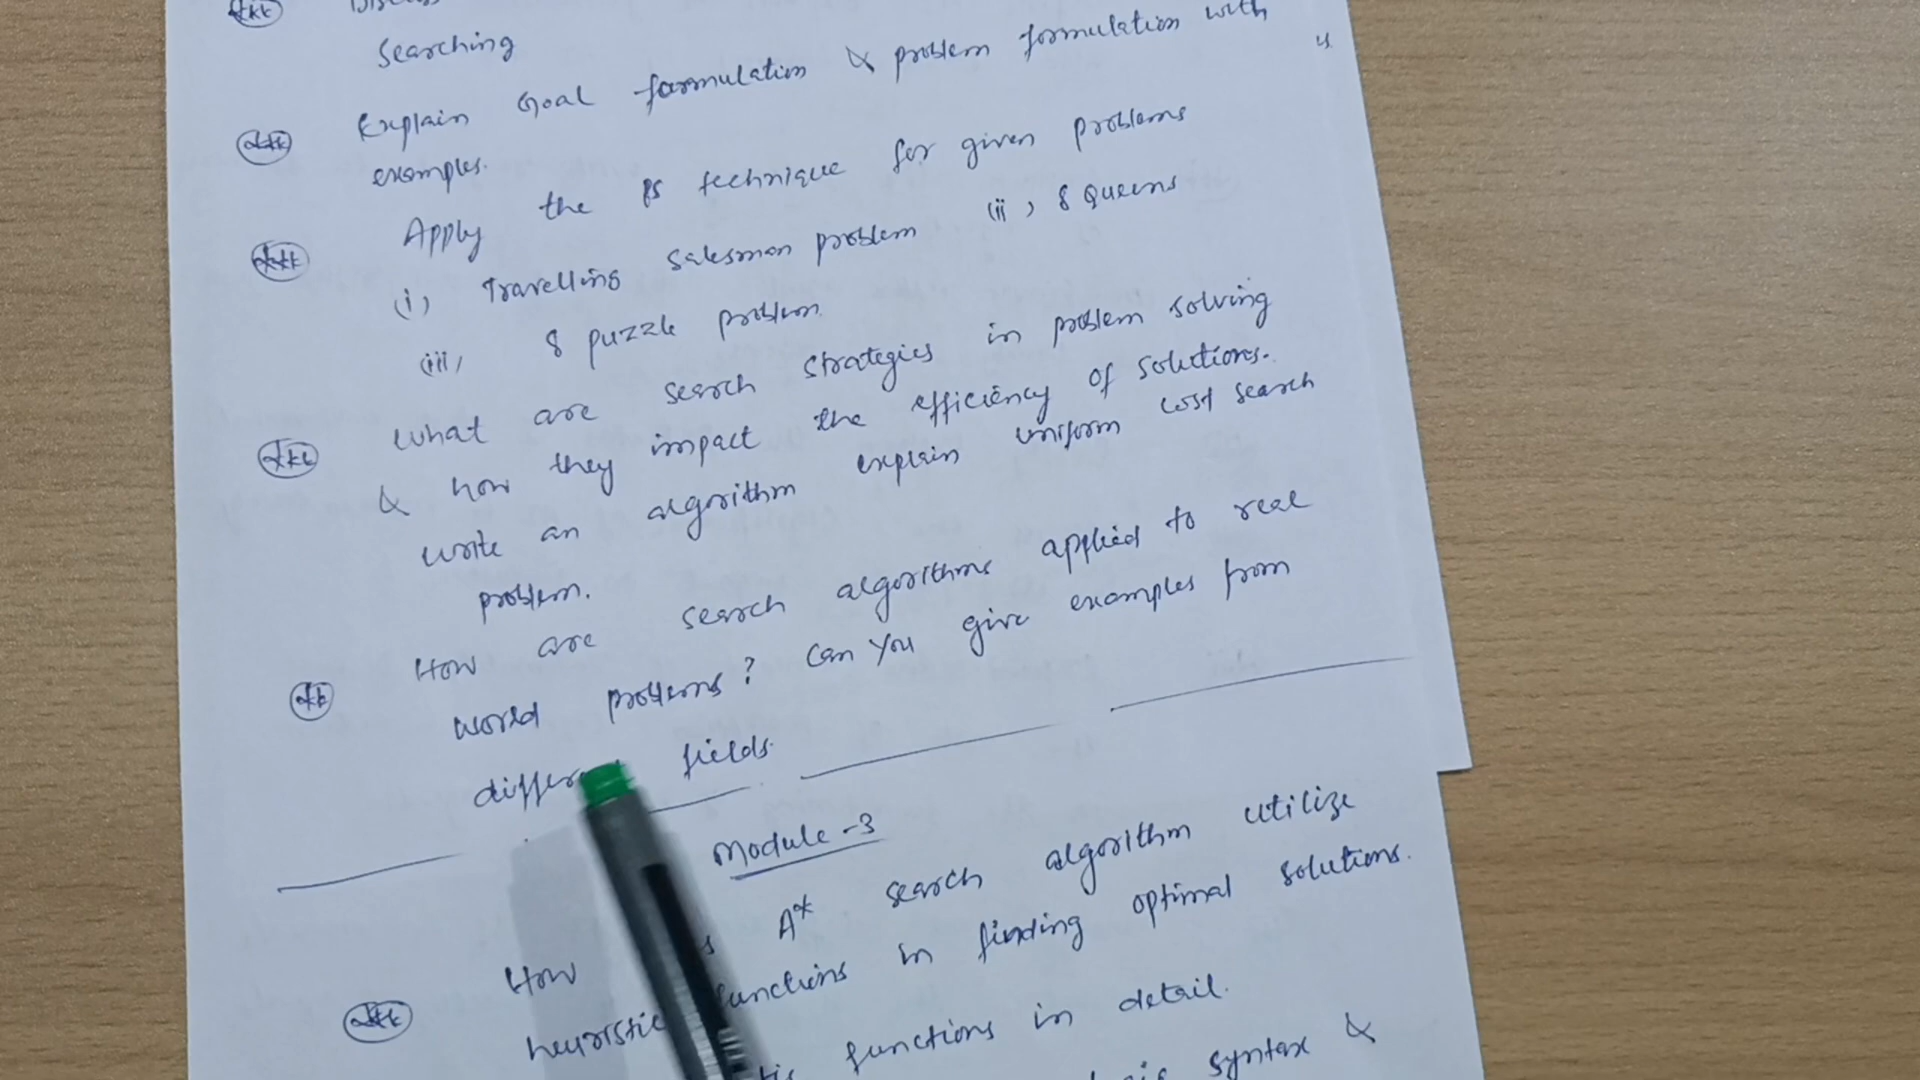 Searching
Explain Goal formulation & problem formulation with
examples.
Apply the PS technique for given problems
(i) Travelling salesman problem (ii) 8 Queens
(iii) 8 puzzle problem
What are search strategies in problem solving
& how they impact the efficiency of solutions.
write an algorithm explain uniform cost search
problem.
How are search algorithms applied to real
world problems? Can You give examples from
fields.
Module-3
How A* search algorithm utilize
heuristic functions in finding optimal solutions.
functions in detail.
syntax &